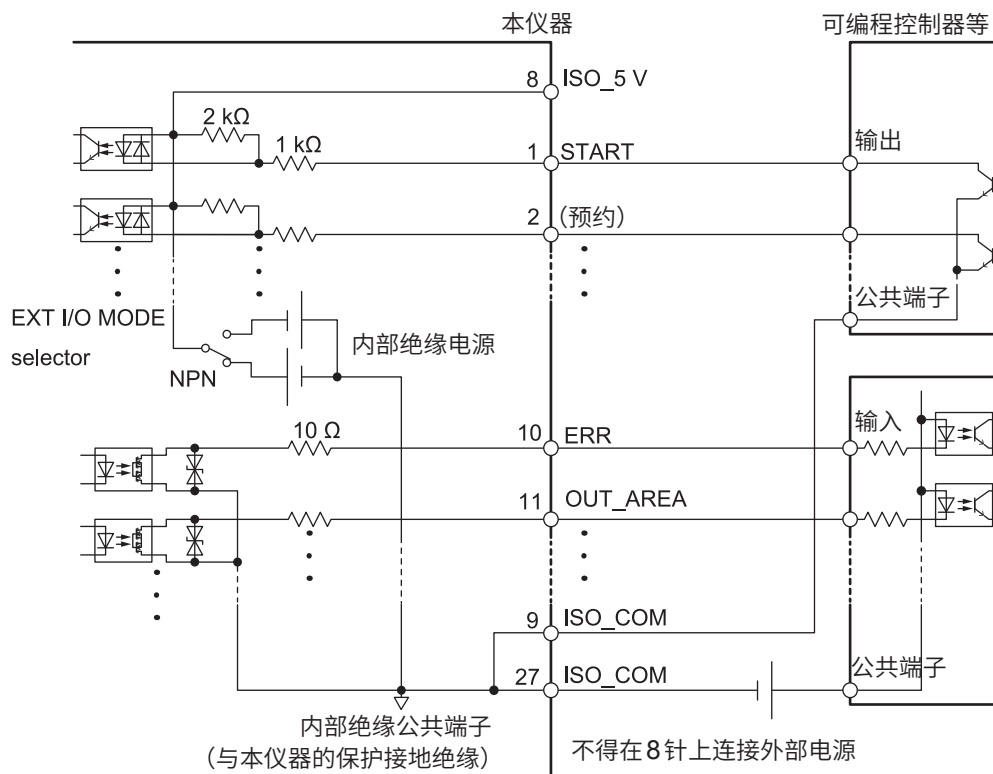 本仪器
可编程控制器等
8 ISO_5 V
2 kΩ
1 kΩ
1 START
输出
2 (预约)
公共端子
EXT I/O MODE
selector
NPN
内部绝缘电源
10 Ω
10 ERR
输入
11 OUT_AREA
9 ISO_COM
27 ISO_COM
公共端子
内部绝缘公共端子
(与本仪器的保护接地绝缘)
不得在8针上连接外部电源